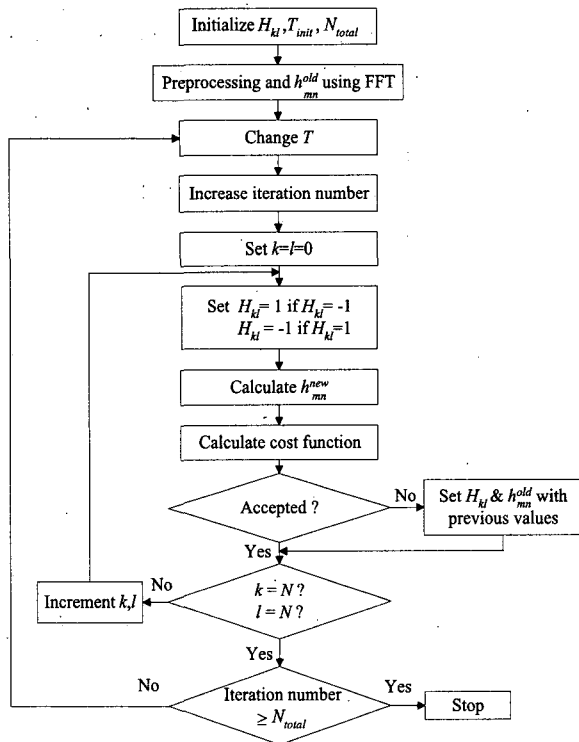 Initialize H_kl, T_init, N_total
Preprocessing and h_mn^old using FFT
Change T
Increase iteration number
Set k=l=0
Set H_kl= 1 if H_kl= -1
H_kl = -1 if H_kl=1
Calculate h_mn^new
Calculate cost function
Accepted ?
No
Set H_kl & h_mn^old with
previous values
Yes
No
k = N ?
l = N ?
Increment k,l
Yes
No
Iteration number
≥ N_total
Yes
Stop